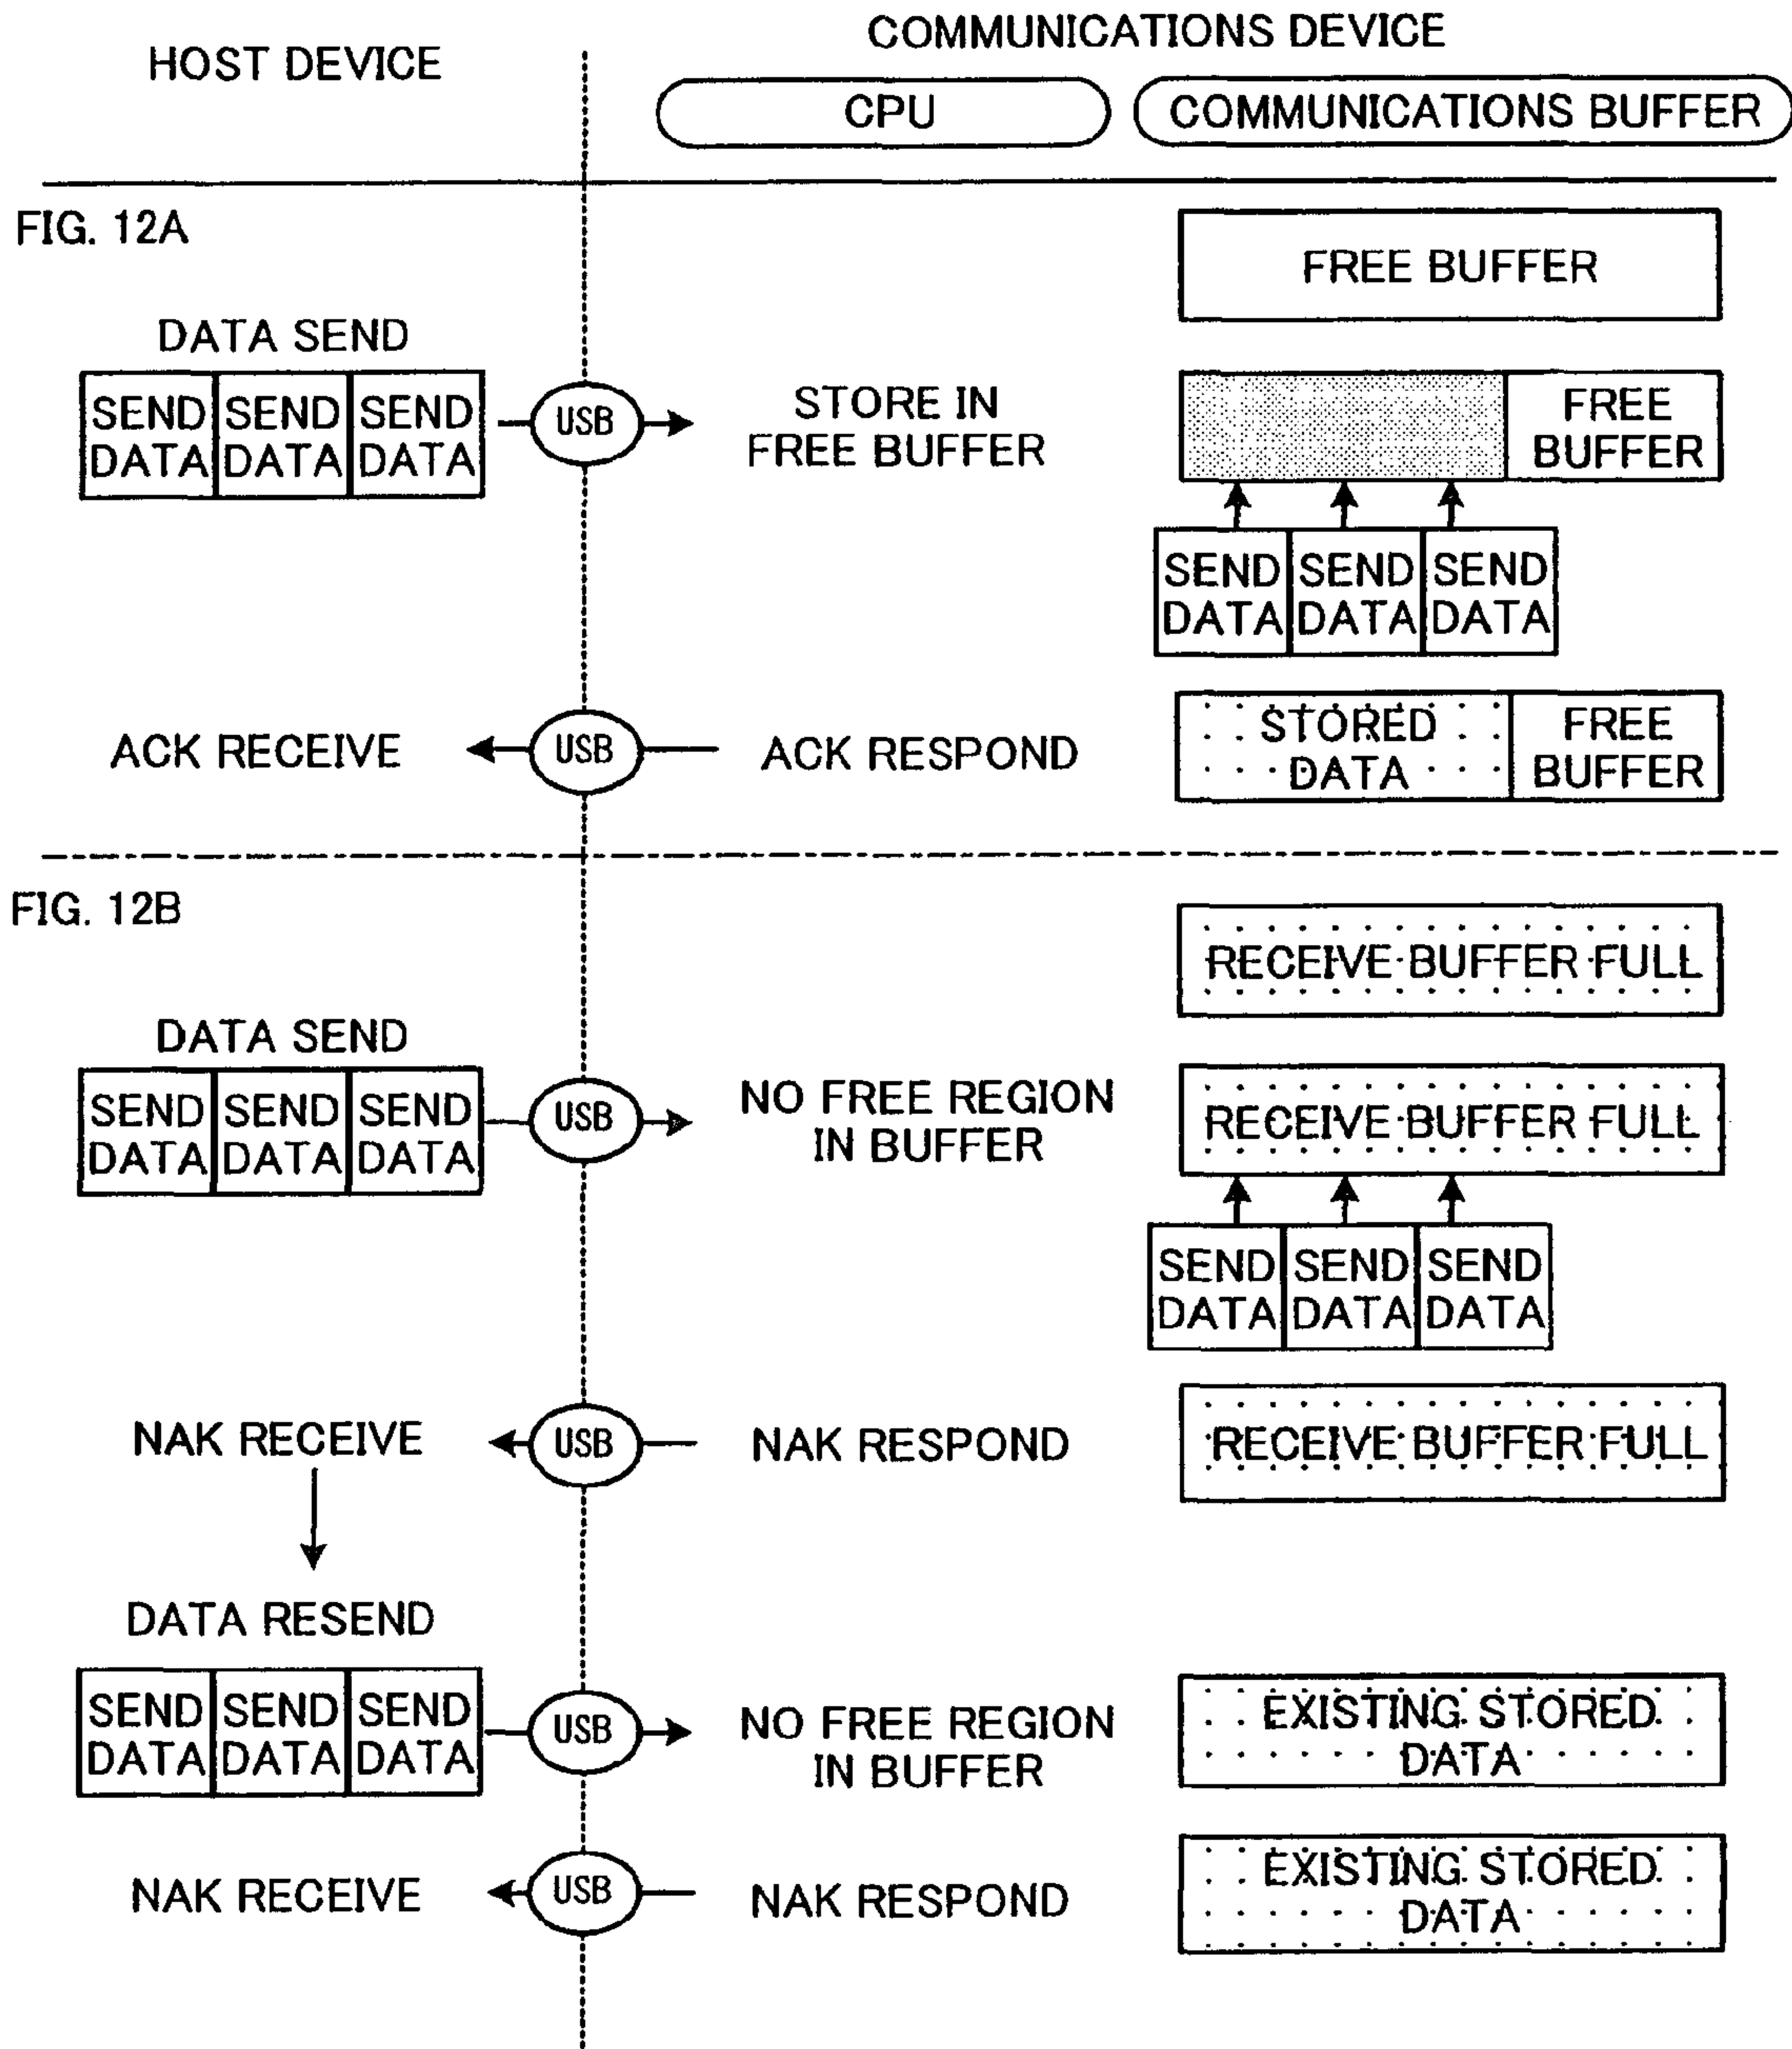 HOST DEVICE
COMMUNICATIONS DEVICE
CPU
COMMUNICATIONS BUFFER
FIG. 12A
FREE BUFFER
DATA SEND
SEND DATA
SEND DATA
SEND DATA
USB
STORE IN
FREE BUFFER
FREE
BUFFER
SEND DATA
SEND DATA
SEND DATA
ACK RECEIVE
USB
ACK RESPOND
STORED
DATA
FREE
BUFFER
FIG. 12B
RECEIVE BUFFER FULL
DATA SEND
SEND DATA
SEND DATA
SEND DATA
USB
NO FREE REGION
IN BUFFER
RECEIVE BUFFER FULL
SEND DATA
SEND DATA
SEND DATA
NAK RECEIVE
USB
NAK RESPOND
RECEIVE BUFFER FULL
DATA RESEND
SEND DATA
SEND DATA
SEND DATA
USB
NO FREE REGION
IN BUFFER
EXISTING STORED
DATA
NAK RECEIVE
USB
NAK RESPOND
EXISTING STORED
DATA